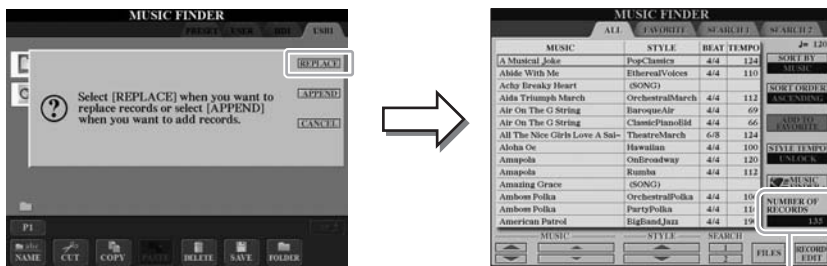 MUSIC FINDER
PRESET USER HD1 USB1
REPLACE
Select [REPLACE] when you want to
replace records or select [APPEND]
when you want to add records.
APPEND
CANCEL
P1
NAME CUT COPY PASTE DELETE SAVE FOLDER
MUSIC FINDER
ALL FAVORITE SEARCH 1 SEARCH 2
MUSIC STYLE BEAT TEMPO
A Musical Joke PopClassics 4/4 124
Abide With Me EtherealVoices 4/4 110
Achy Breaky Heart (SONG)
Aida Triumph March OrchestralMarch 4/4 112
Air On The G String BaroqueAir 4/4 69
Air On The G String ClassicPianoBld 4/4 66
All The Nice Girls Love A Sai~ TheatreMarch 6/8 124
Aloha Oe Hawaiian 4/4 100
Amapola OnBroadway 4/4 120
Amapola Rumba 4/4 112
Amazing Grace (SONG)
Amboss Polka OrchestralPolka 4/4
Amboss Polka PartyPolka 4/4
American Patrol BigBandJazz 4/4
♩= 120
SORT BY
MUSIC
SORT ORDER
ASCENDING
ADD TO
FAVORITE
STYLE TEMPO
UNLOCK
MUSIC
NUMBER OF
RECORDS
135
MUSIC STYLE SEARCH
1
2
FILES
RECORD
EDIT